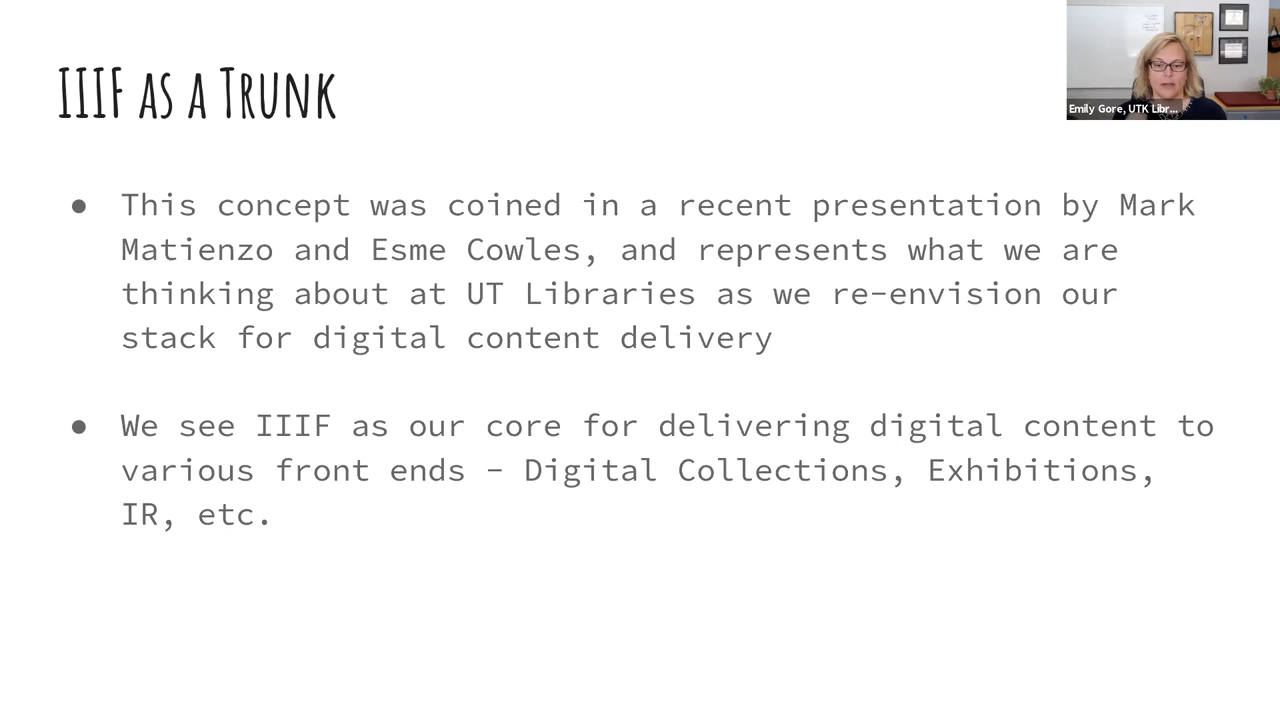 IIIF as a Trunk
Emily Gore, UTK Libr...
● This concept was coined in a recent presentation by Mark
Matienzo and Esme Cowles, and represents what we are
thinking about at UT Libraries as we re-envision our
stack for digital content delivery
● We see IIIF as our core for delivering digital content to
various front ends – Digital Collections, Exhibitions,
IR, etc.